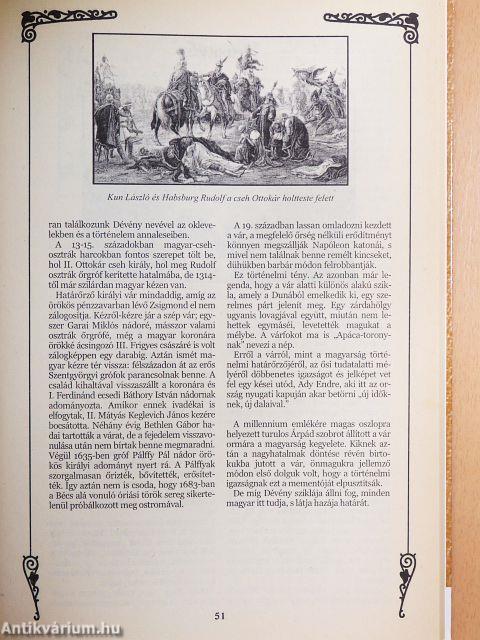 Kun László és Habsburg Rudolf a cseh Ottokár holtteste felett
ran találkozunk Dévény nevével az okleve-
lekben és a történelem annaleseiben.
A 13-15. századokban magyar-cseh-
osztrák harcokban fontos szerepet tölt be,
hol II. Ottokár cseh király, hol meg Rudolf
osztrák őrgróf kerítette hatalmába, de 1314-
től már szilárdan magyar kézen van.
Határőrző királyi vár mindaddig, amíg az
örökös pénzzavarban lévő Zsigmond el nem
zálogosítja. Kézről-kézre jár a szép vár; egy-
szer Garai Miklós nádoré, másszor valami
osztrák őrgrófé, még a magyar koronára
örökké ácsingozó III. Frigyes császáré is volt
zálogképpen egy darabig. Aztán ismét ma-
gyar kézre tér vissza: félszázadon át az erős
Szentgyörgyi grófok parancsolnak benne. A
család kihaltával visszaszállt a koronára és
I. Ferdinánd ecsedi Báthory István nádornak
adományozta. Amikor ennek ivadékai is
elfogytak, II. Mátyás Keglevich János kezére
bocsátotta. Néhány évig Bethlen Gábor hai-
dai tartották a várat, de a fejedelem visszavo-
nulása után nem bírtak benne megmaradni.
Végül 1635-ben gróf Pálffy Pál nádor örö-
kös királyi adományt nyert rá. A Pálffyak
szorgalmasan őrizték, bővítették, erősítet-
ték. Így aztán nem is csoda, hogy 1683-ban
a Bécs alá vonuló óriási török sereg sikerte-
lenül próbálkozott meg ostromával.
A 19. században lassan omladozni kezdett
a vár, a megfelelő őrség nélküli erődítményt
könnyen megszállják Napóleon katonái, s
mivel nem találnak benne remélt kincseket,
dühükben barbár módon felrobbantják.
Ez történelmi tény. Az azonban már le-
genda, hogy a vár alatti különös alakú szik-
la, amely a Dunából emelkedik ki, egy sze-
relmes párt jelenít meg. Egy zárdahölgy
ugyanis lovagjával együtt, miután nem le-
hettek egymáséi, levetették magukat a
mélybe. A várfokot ma is „Apáca-torony-
nak” nevezi a nép.
Erről a várról, mint a magyarság törté-
nelmi határőrzőjéről, az ősi tudatalatti mé-
lyéről döbbenetes igazságot és jelképet vet
fel egy kései utód, Ady Endre, aki itt az or-
szág nyugati kapuján akar betörni „új idők-
nek, új dalaival.”
A millennium emlékére magas oszlopra
helyezett turulos Árpád szobrot állított a vár
ormára a magyarság kegyelete. Kiknek az-
tán a nagyhatalmak döntése révén birto-
kukba jutott a vár, önmagukra jellemző
módon első dolguk volt, hogy a történelmi
igazságnak ezt a mementóját elpusztítsák.
De míg Dévény sziklája állni fog, minden
magyar itt tudja, s látja hazája határát.
51
Antikvárium.hu